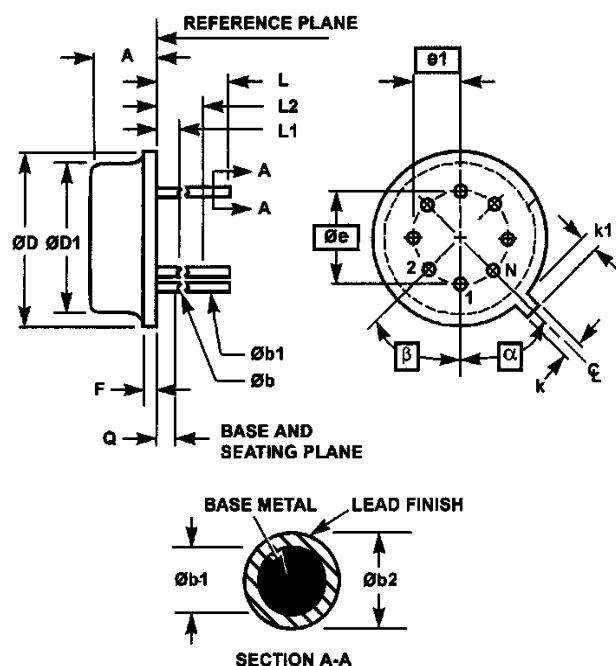 REFERENCE PLANE
A
L
L2
L1
A
A
ØD
ØD1
Øb1
Øb
F
Q
BASE AND
SEATING PLANE
e1
Øe
k1
2
1
N
β
α
k
℄
BASE METAL
LEAD FINISH
Øb1
Øb2
SECTION A-A